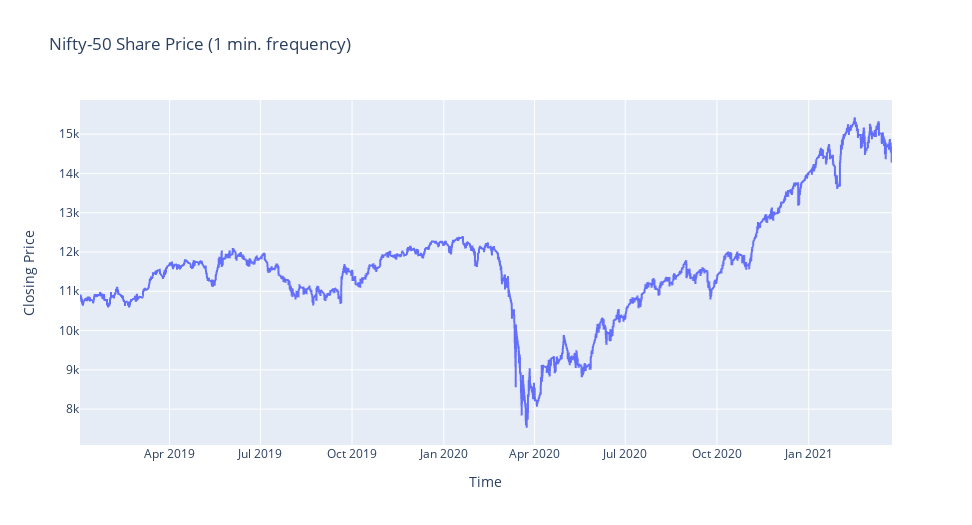 Nifty-50 Share Price (1 min. frequency)
15k
14k
13k
12k
11k
10k
9k
8k
Closing Price
Apr 2019
Jul 2019
Oct 2019
Jan 2020
Apr 2020
Jul 2020
Oct 2020
Jan 2021
Time